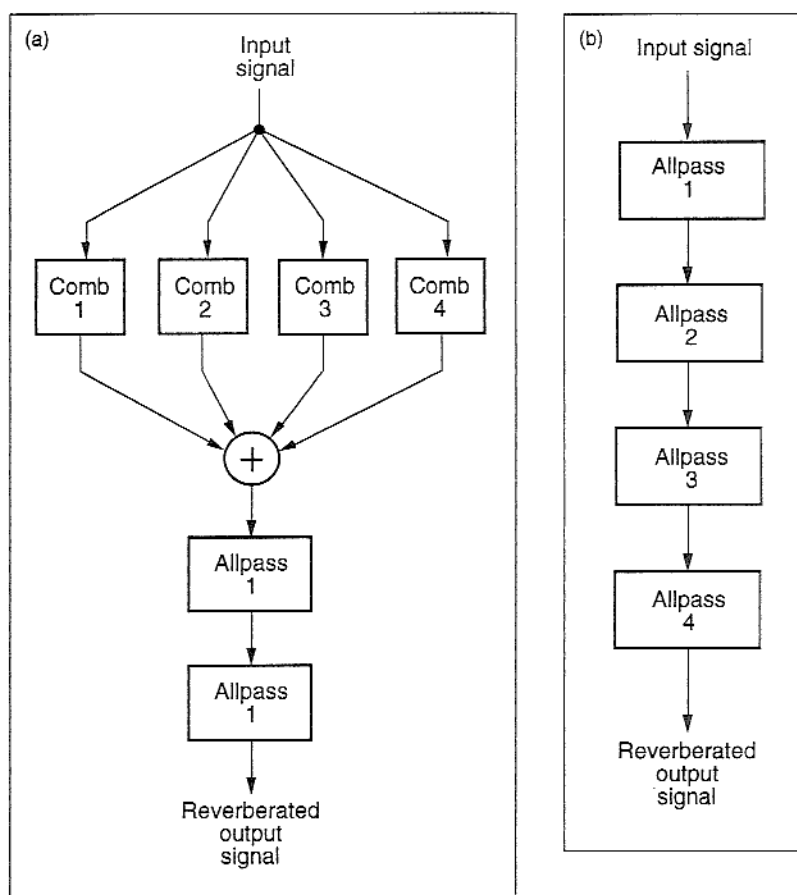 (a)
Input
signal
Comb
1
Comb
2
Comb
3
Comb
4
+
Allpass
1
Allpass
1
Reverberated
output
signal
(b)
Input signal
Allpass
1
Allpass
2
Allpass
3
Allpass
4
Reverberated
output
signal